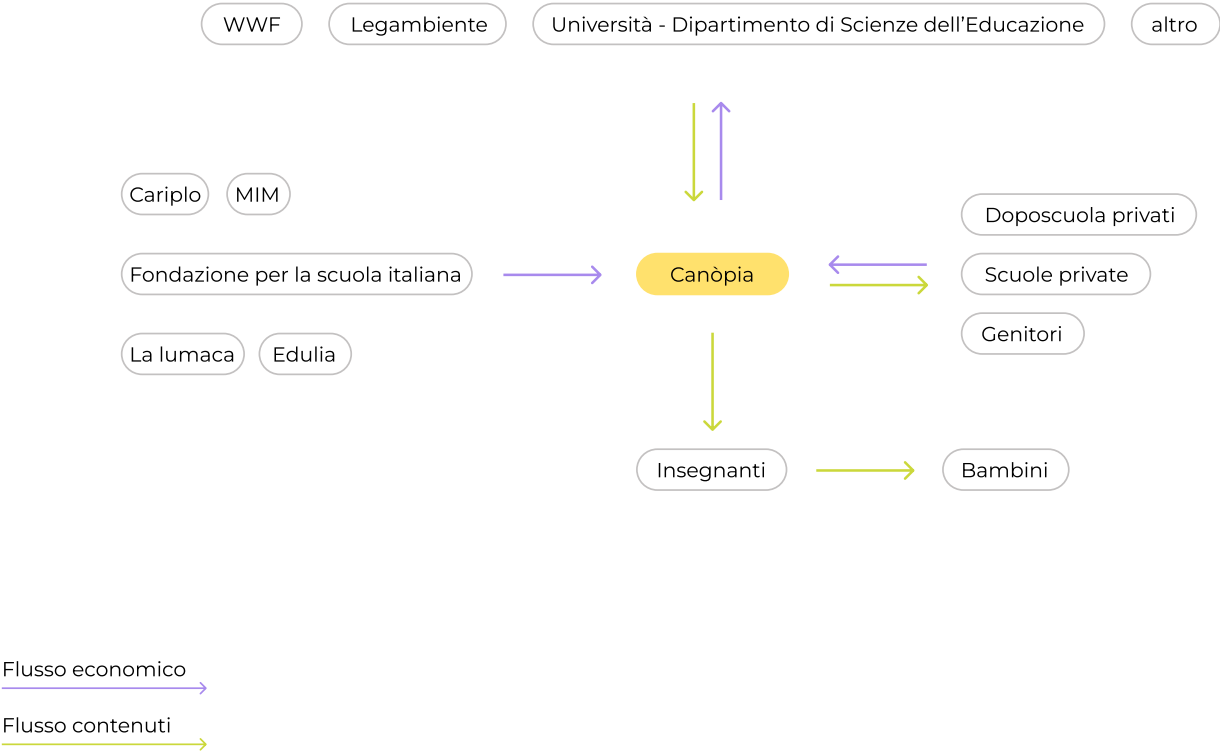 WWF
Legambiente
Università - Dipartimento di Scienze dell’Educazione
altro
Cariplo
MIM
Fondazione per la scuola italiana
La lumaca
Edulia
Canòpia
Doposcuola privati
Scuole private
Genitori
Insegnanti
Bambini
Flusso economico
Flusso contenuti